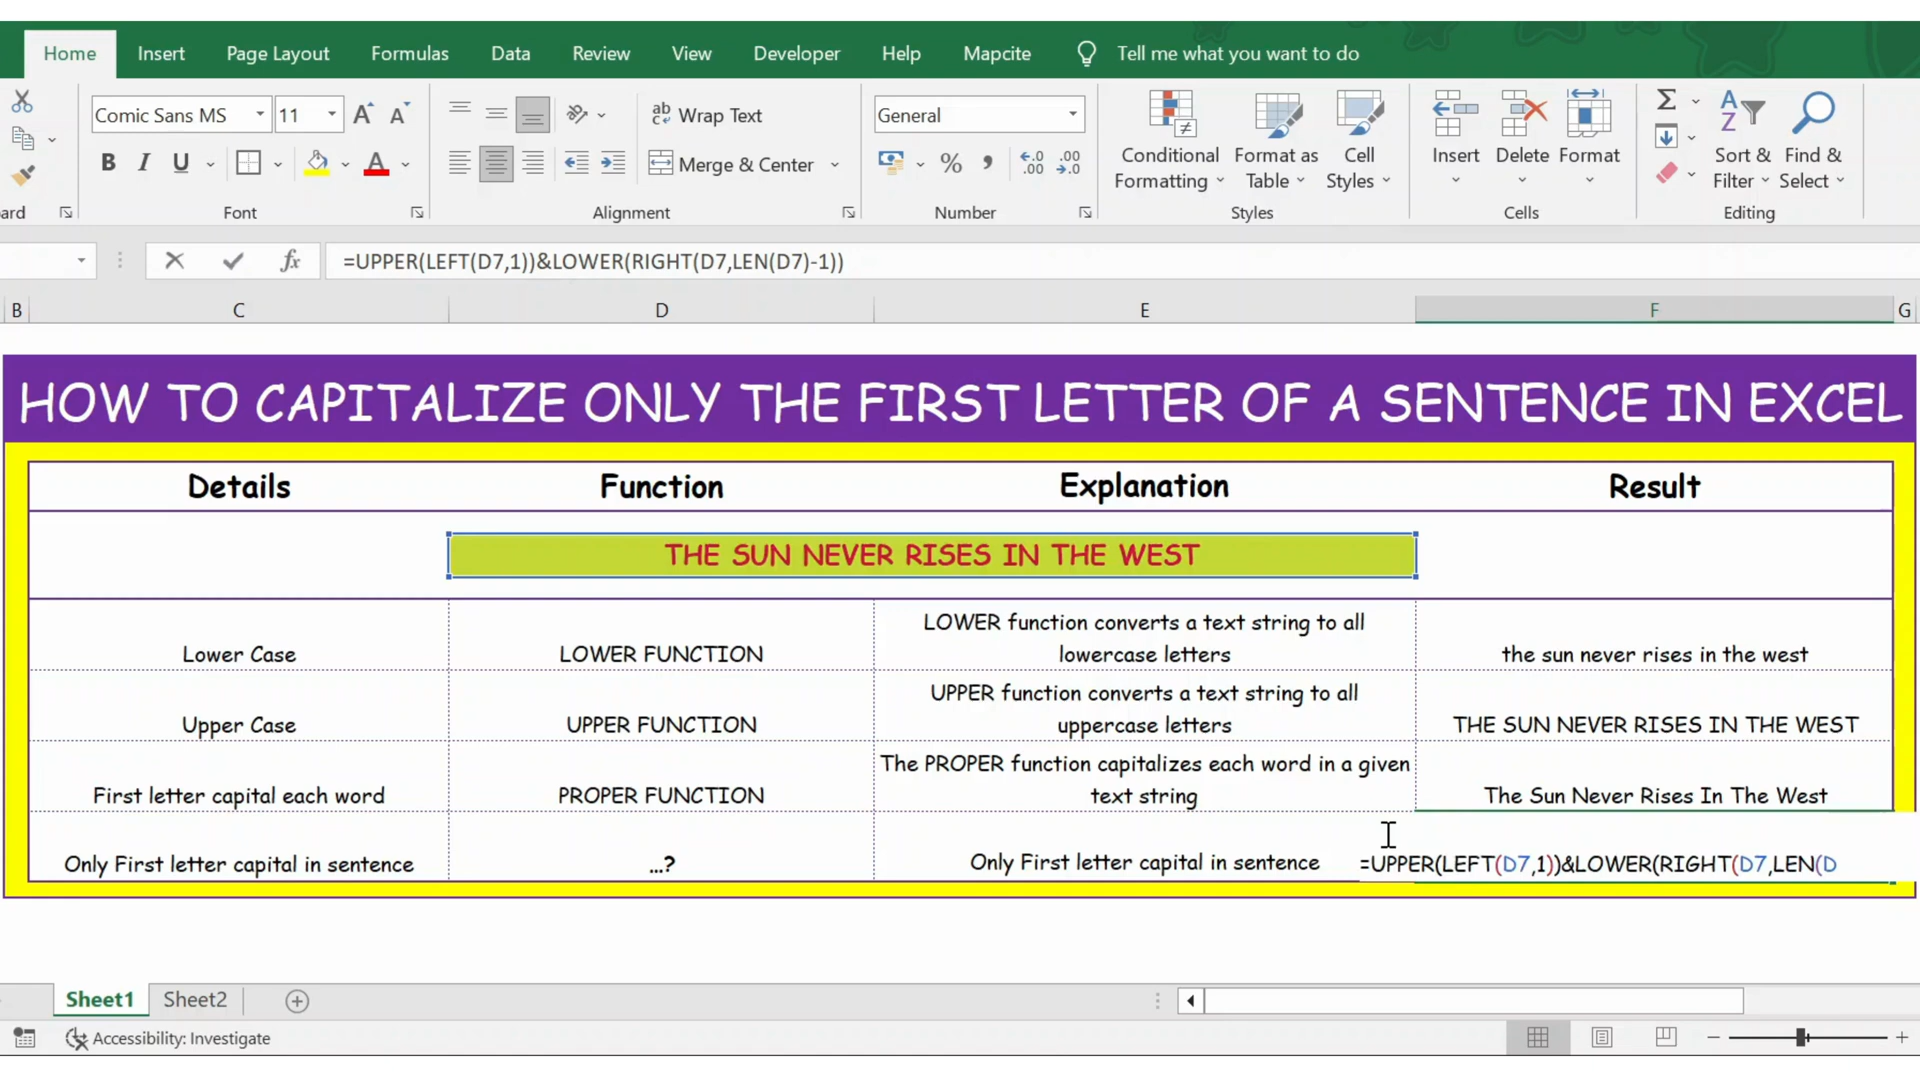 Home Insert Page Layout Formulas Data Review View Developer Help Mapcite Tell me what you want to do
Comic Sans MS 11 A A ab Wrap Text General
B I U A Merge & Center % , .00
Conditional Formatting Format as Table Cell Styles Insert Delete Format Σ A Z Sort & Filter Find & Select
ard Font Alignment Number Styles Cells Editing
fx =UPPER(LEFT(D7,1))&LOWER(RIGHT(D7,LEN(D7)-1))
B C D E F G
HOW TO CAPITALIZE ONLY THE FIRST LETTER OF A SENTENCE IN EXCEL
Details Function Explanation Result
THE SUN NEVER RISES IN THE WEST
Lower Case LOWER FUNCTION LOWER function converts a text string to all lowercase letters the sun never rises in the west
Upper Case UPPER FUNCTION UPPER function converts a text string to all uppercase letters THE SUN NEVER RISES IN THE WEST
First letter capital each word PROPER FUNCTION The PROPER function capitalizes each word in a given text string The Sun Never Rises In The West
Only First letter capital in sentence ...? Only First letter capital in sentence =UPPER(LEFT(D7,1))&LOWER(RIGHT(D7,LEN(D
Sheet1 Sheet2
Accessibility: Investigate